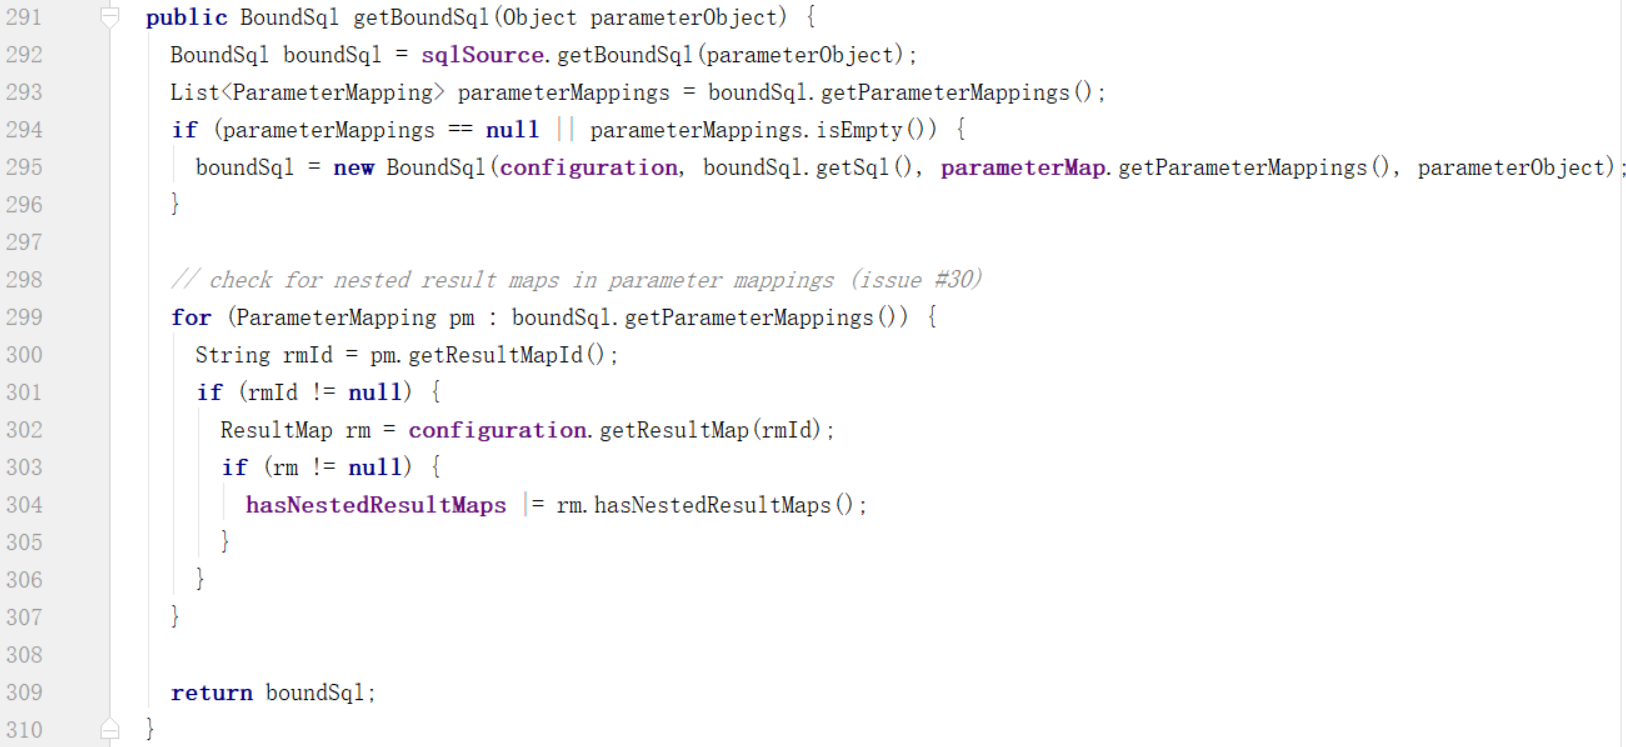 291 public BoundSql getBoundSql(Object parameterObject) {
292 BoundSql boundSql = sqlSource.getBoundSql(parameterObject);
293 List<ParameterMapping> parameterMappings = boundSql.getParameterMappings();
294 if (parameterMappings == null || parameterMappings.isEmpty()) {
295 boundSql = new BoundSql(configuration, boundSql.getSql(), parameterMap.getParameterMappings(), parameterObject);
296 }
297
298 // check for nested result maps in parameter mappings (issue #30)
299 for (ParameterMapping pm : boundSql.getParameterMappings()) {
300 String rmId = pm.getResultMapId();
301 if (rmId != null) {
302 ResultMap rm = configuration.getResultMap(rmId);
303 if (rm != null) {
304 hasNestedResultMaps |= rm.hasNestedResultMaps();
305 }
306 }
307 }
308
309 return boundSql;
310 }